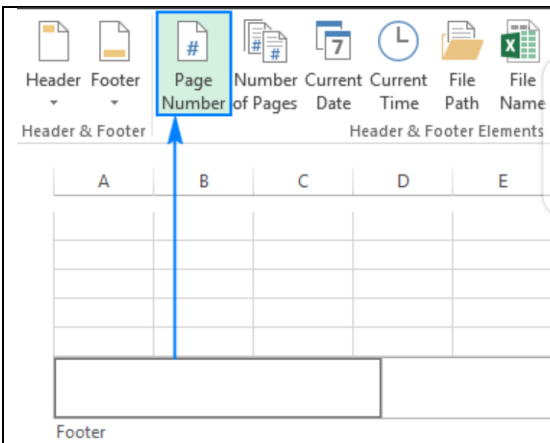 Header Footer Page Number Current Current File File
Number of Pages Date Time Path Name
Header & Footer Header & Footer Elements
A B C D E
Footer